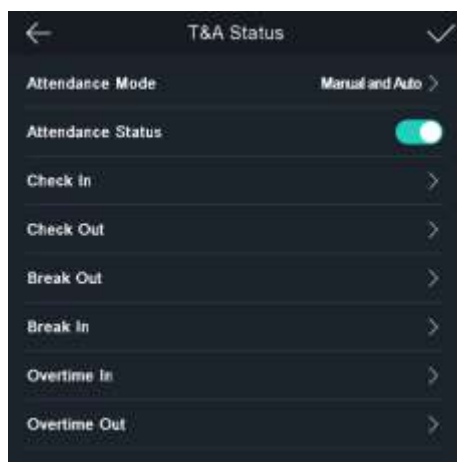 T&A Status
Attendance Mode Manual and Auto
Attendance Status
Check In
Check Out
Break Out
Break In
Overtime In
Overtime Out